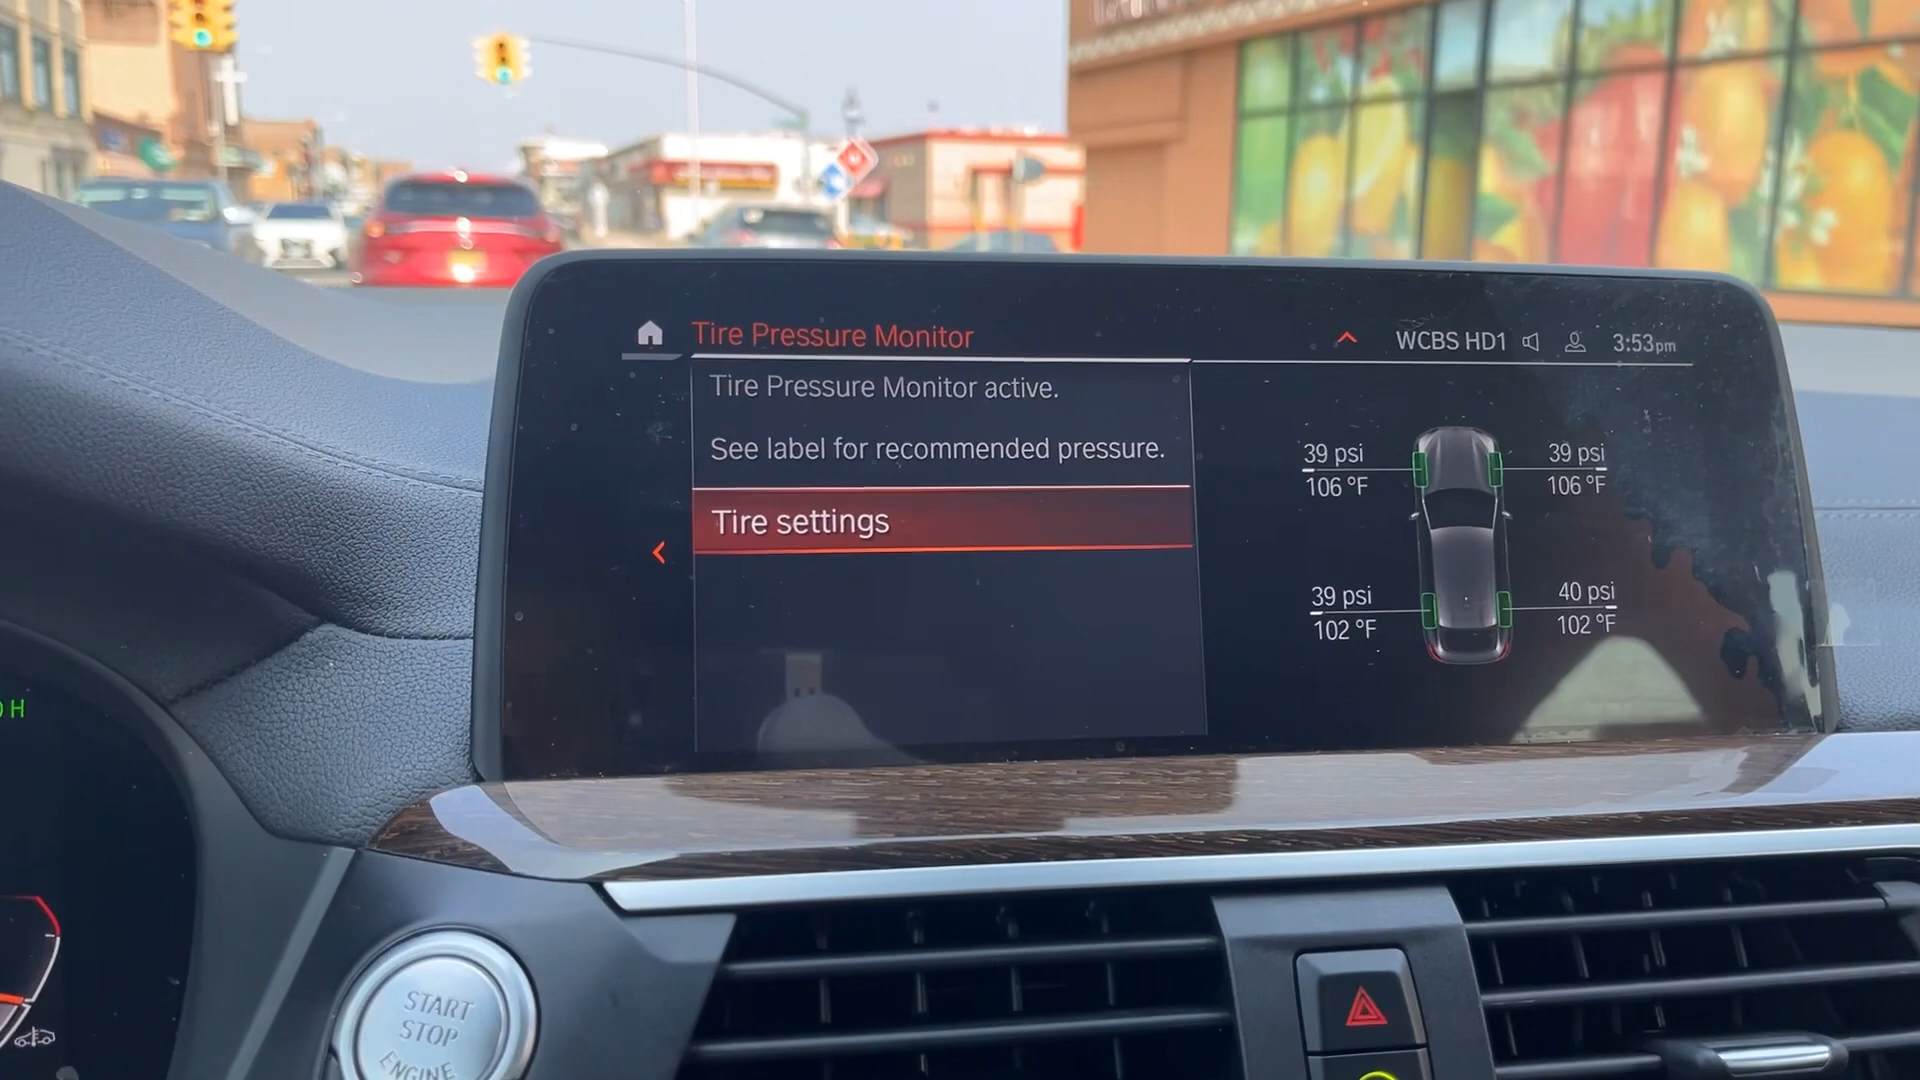 Tire Pressure Monitor
WCBS HD1
3:53pm
Tire Pressure Monitor active.
See label for recommended pressure.
Tire settings
39 psi
106 °F
39 psi
106 °F
39 psi
102 °F
40 psi
102 °F
H
START
STOP
ENGINE